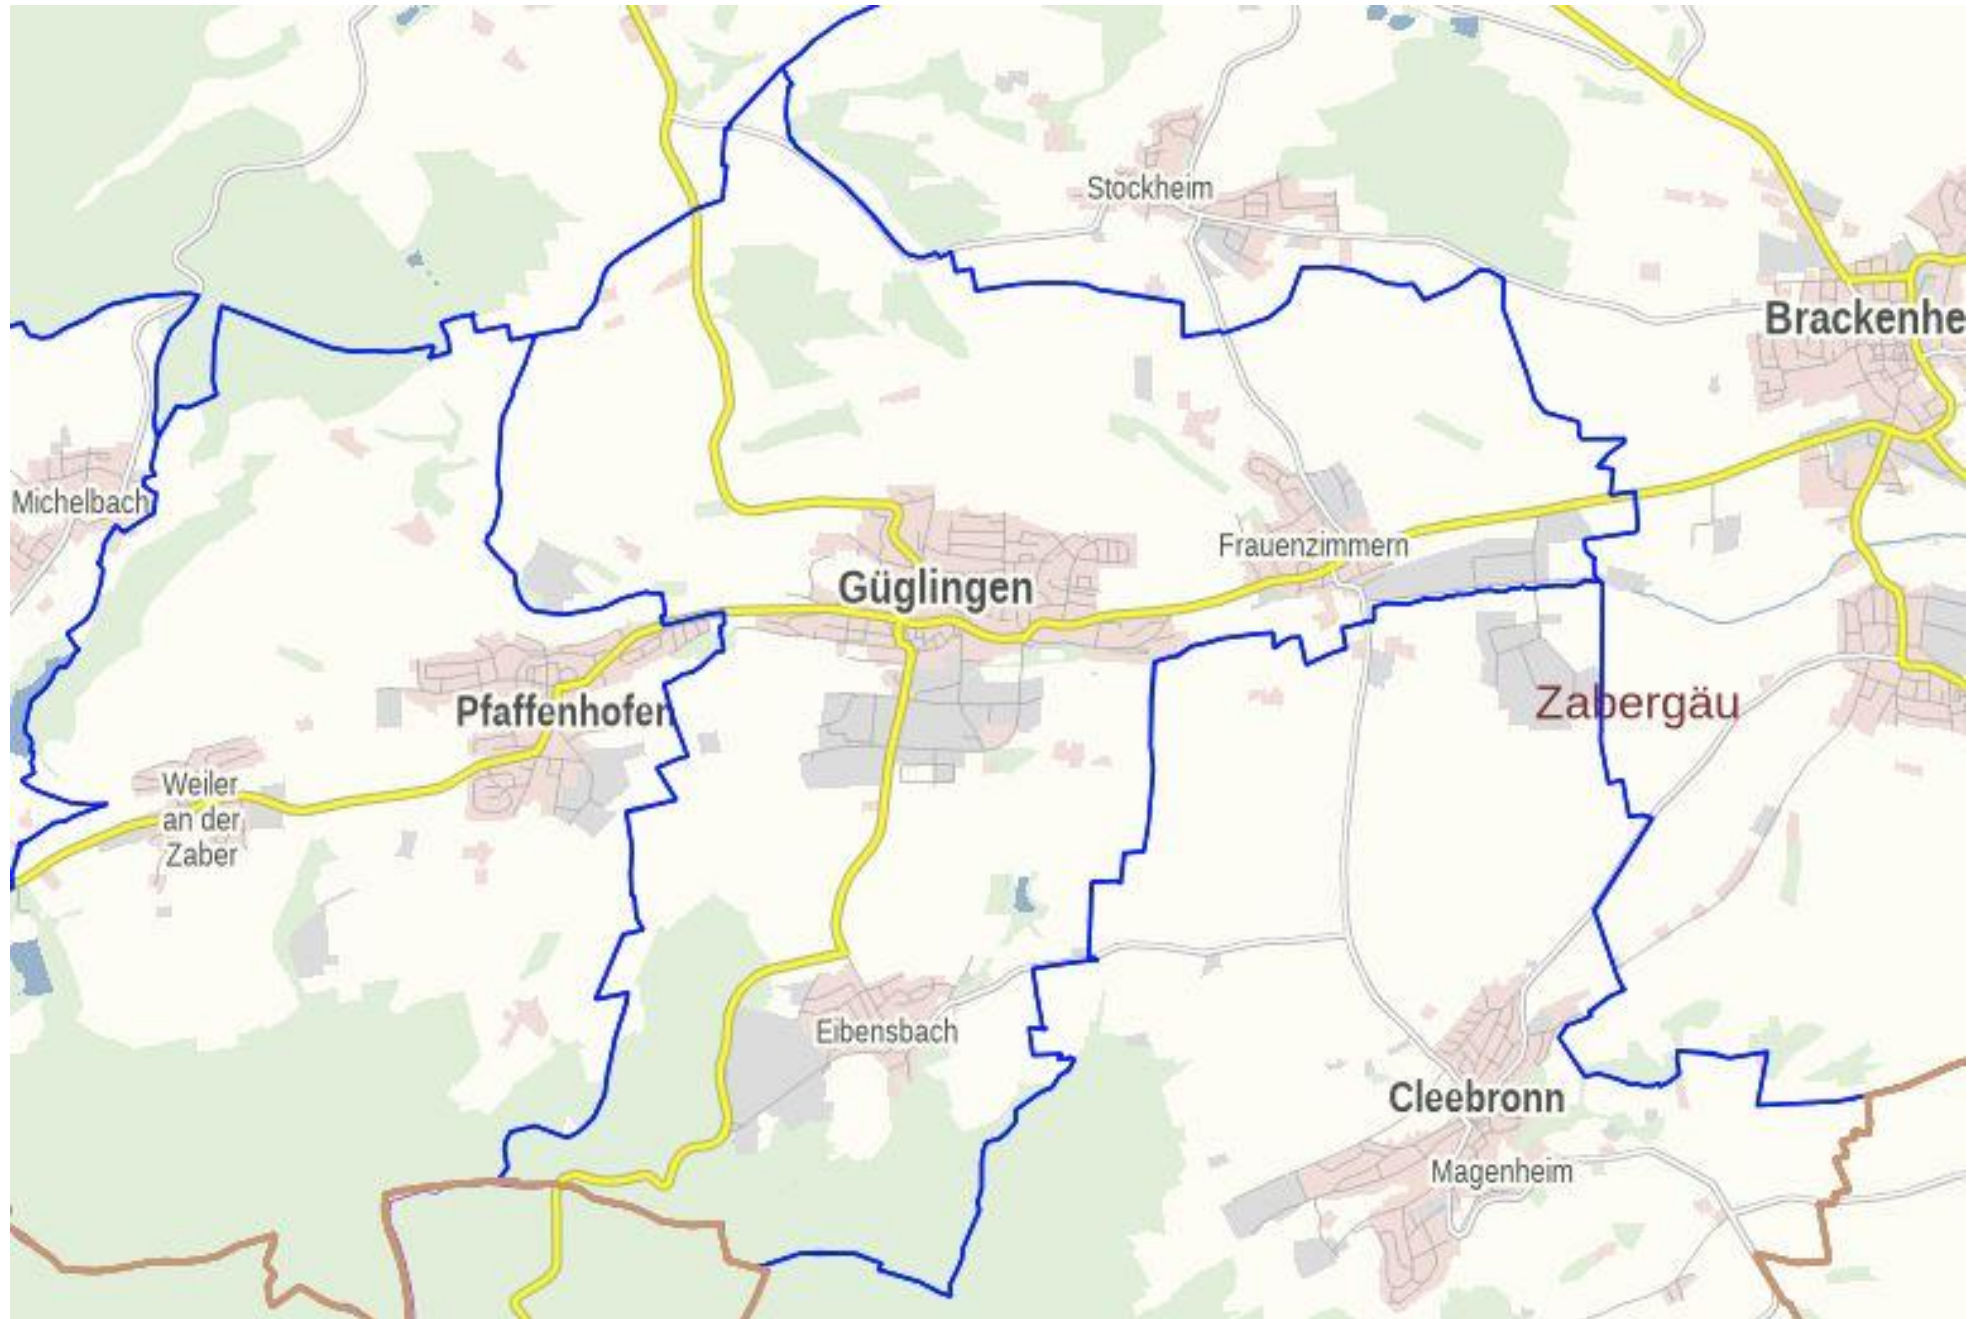 Stockheim
Brackenhe
Michelbach
Frauenzimmern
Güglingen
Pfaffenhofen
Zabergäu
Weiler
an der
Zaber
Eibensbach
Cleebronn
Magenheim